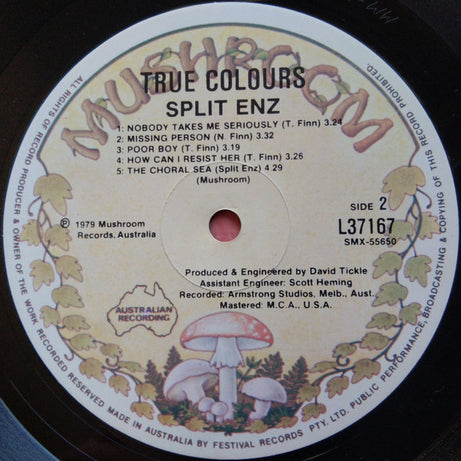 MUSHROOM
TRUE COLOURS
SPLIT ENZ
1: NOBODY TAKES ME SERIOUSLY (T. Finn) 3.24
2: MISSING PERSON (N. Finn) 3.32
3: POOR BOY (T. Finn) 3.19
4: HOW CAN I RESIST HER (T. Finn) 3.26
5: THE CHORAL SEA (Split Enz) 4 29
(Mushroom)
SIDE 2
L37167
SMX-55650
℗ 1979 Mushroom
Records, Australia
Produced & Engineered by David Tickle
Assistant Engineer: Scott Heming
Recorded: Armstrong Studios, Melb., Aust.
Mastered: M.C.A., U.S.A.
AUSTRALIAN
RECORDING
ALL RIGHTS OF RECORD PRODUCER & OWNER OF THE WORK RECORDED RESERVED MADE IN AUSTRALIA BY FESTIVAL RECORDS PTY. LTD. PUBLIC PERFORMANCE, BROADCASTING & COPYING OF THIS RECORD PROHIBITED.